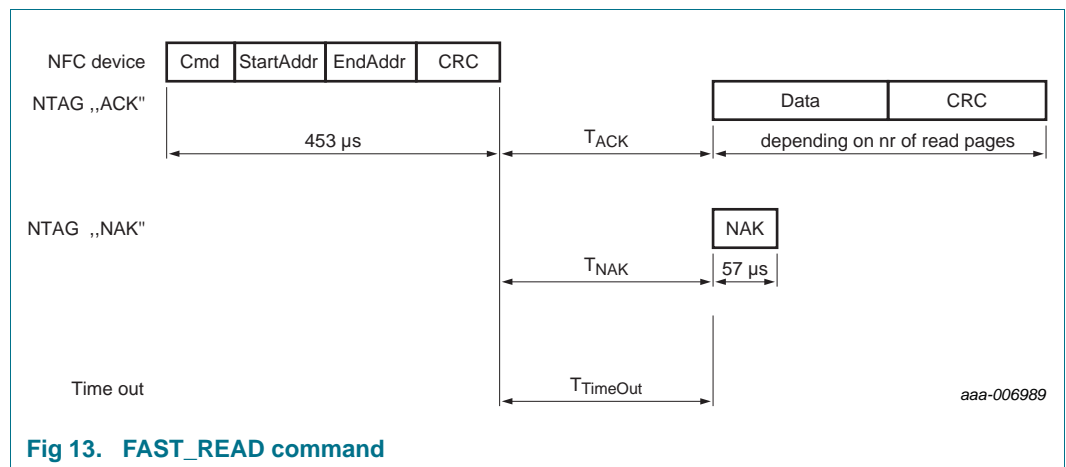 NFC device Cmd StartAddr EndAddr CRC
NTAG ,,ACK" Data CRC
453 µs TACK depending on nr of read pages
NTAG ,,NAK" NAK
TNAK 57 µs
Time out TTimeOut aaa-006989
Fig 13. FAST_READ command